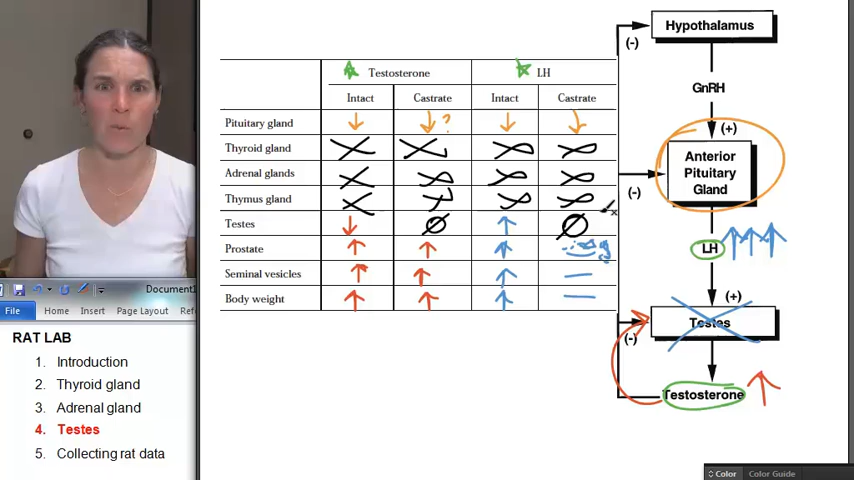 Hypothalamus
(-)
GnRH
(+)
Anterior
Pituitary
Gland
(-)
LH
(+)
Testes
(-)
Testosterone
Testosterone LH
Intact Castrate Intact Castrate
Pituitary gland ?
Thyroid gland
Adrenal glands
Thymus gland
Testes
Prostate
Seminal vesicles
Body weight
Document1
File Home Insert Page Layout
RAT LAB
1. Introduction
2. Thyroid gland
3. Adrenal gland
4. Testes
5. Collecting rat data
Color Color Guide